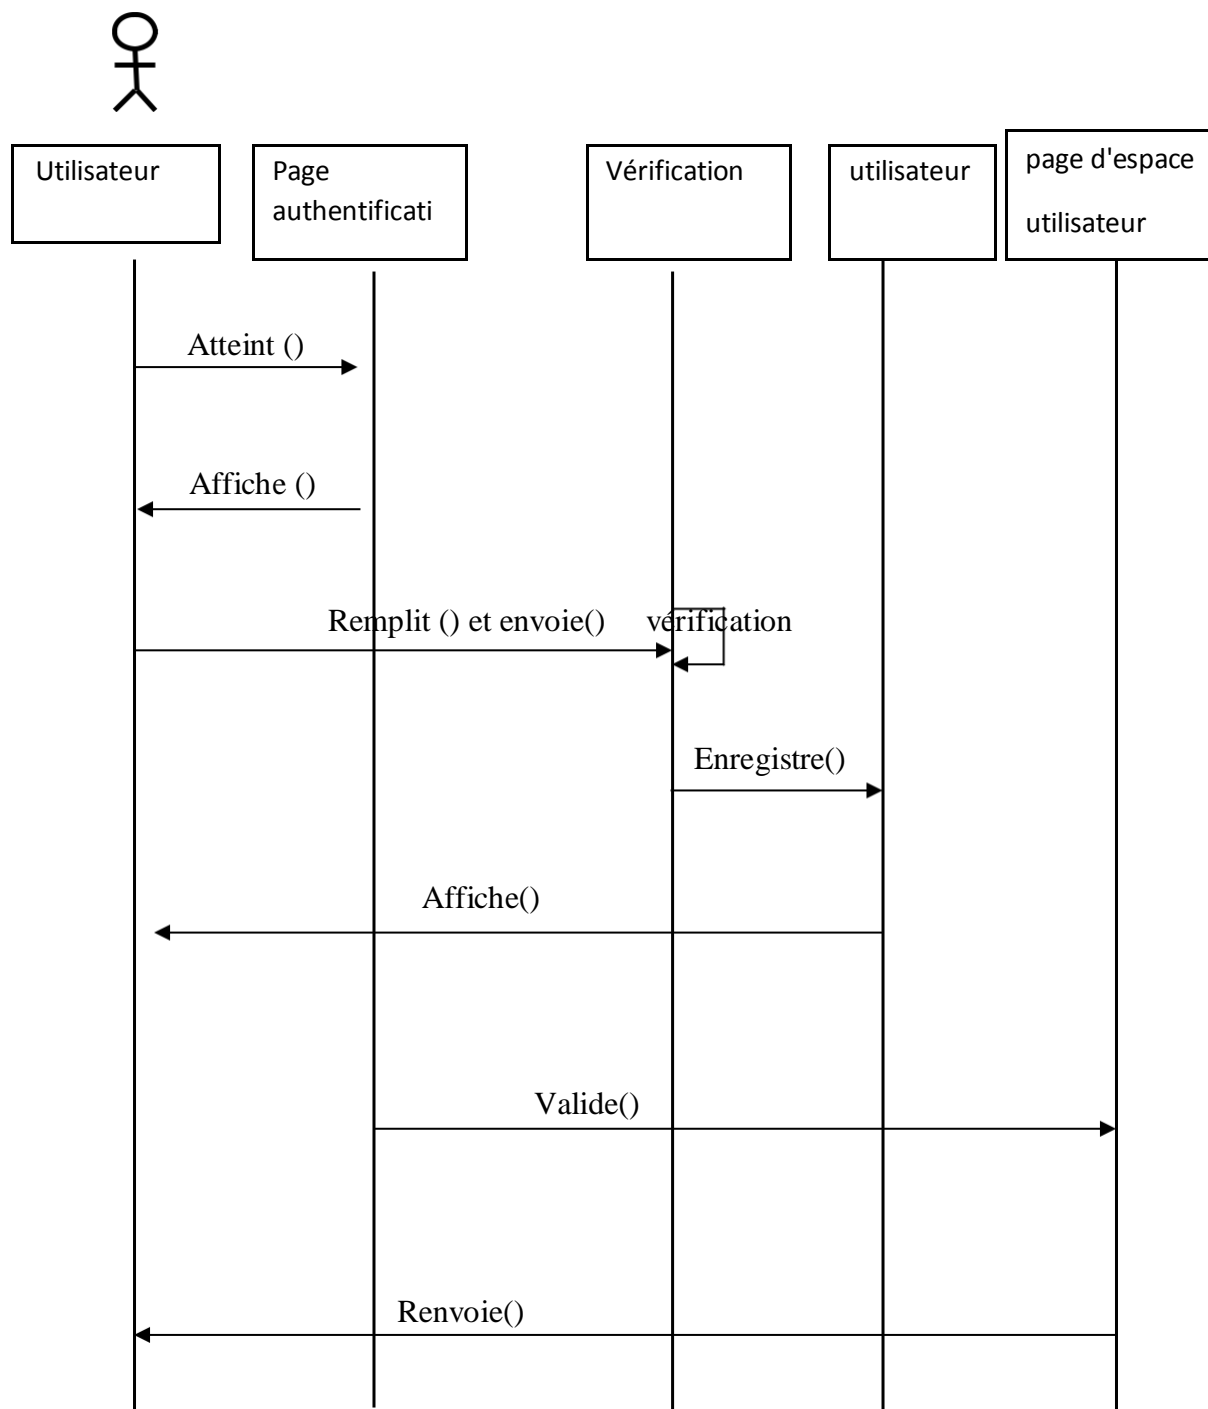 Utilisateur
Page
authentificati
Vérification
utilisateur
page d'espace
utilisateur
Atteint ()
Affiche ()
Remplit () et envoie()
vérification
Enregistre()
Affiche()
Valide()
Renvoie()